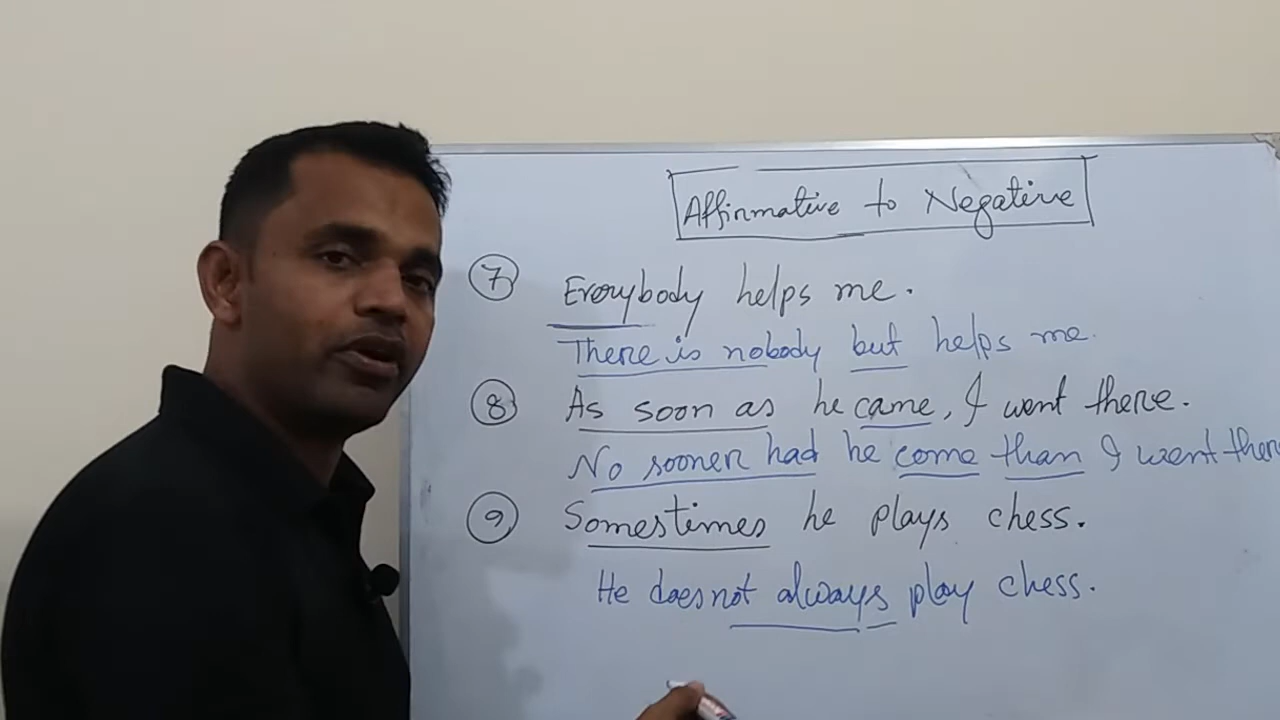 Affirmative to Negative
7 Everybody helps me.
There is nobody but helps me.
8 As soon as he came, I went there.
No sooner had he come than I went there
9 Somestimes he plays chess.
He does not always play chess.